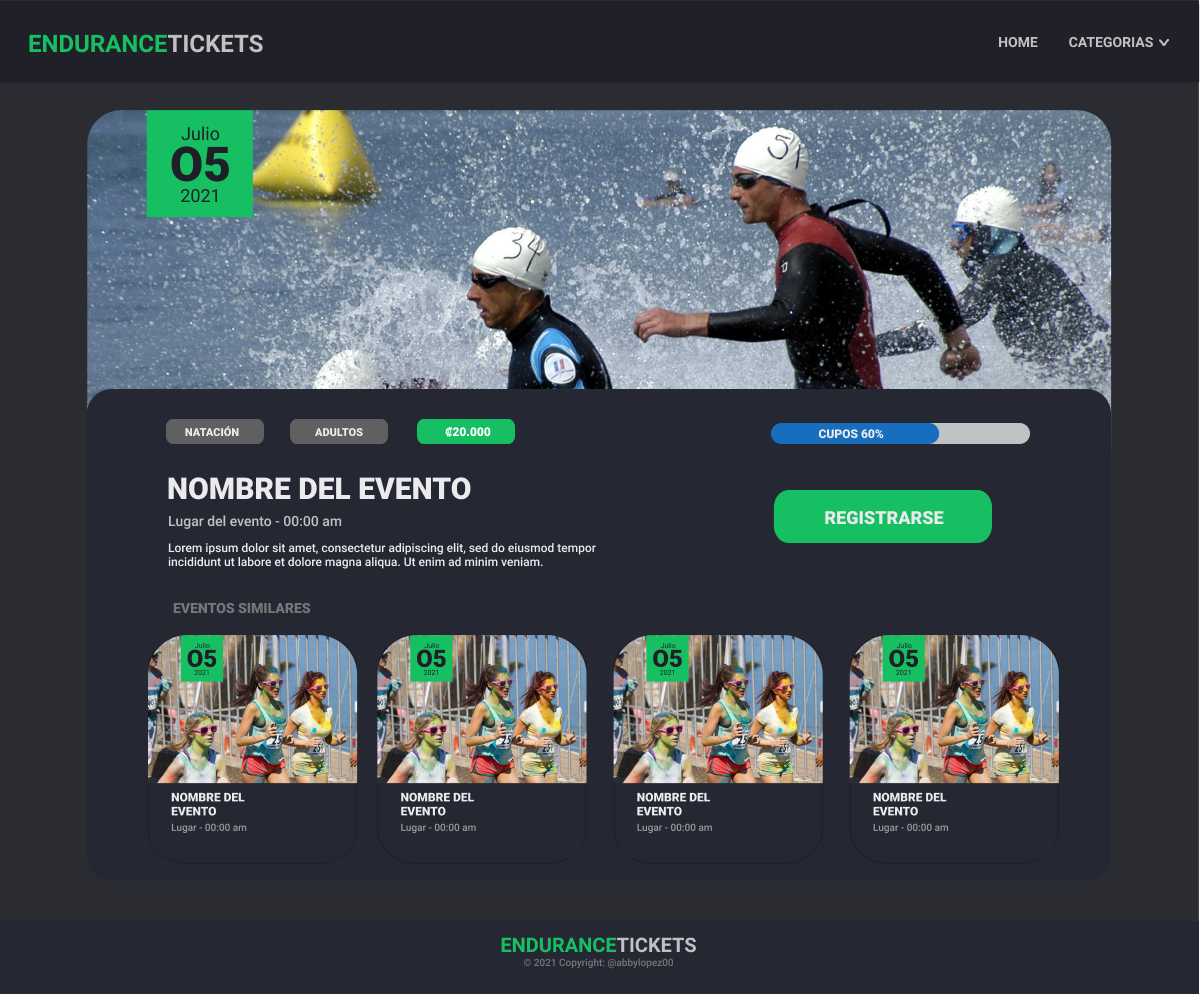 ENDURANCETICKETS
HOME
CATEGORIAS
Julio
05
2021
51
34
NATACIÓN
ADULTOS
₡20.000
CUPOS 60%
NOMBRE DEL EVENTO
REGISTRARSE
Lugar del evento - 00:00 am
Lorem ipsum dolor sit amet, consectetur adipiscing elit, sed do eiusmod tempor
incididunt ut labore et dolore magna aliqua. Ut enim ad minim veniam.
EVENTOS SIMILARES
Julio
05
2021
NOMBRE DEL
EVENTO
Lugar - 00:00 am
Julio
05
2021
NOMBRE DEL
EVENTO
Lugar - 00:00 am
Julio
05
2021
NOMBRE DEL
EVENTO
Lugar - 00:00 am
Julio
05
2021
NOMBRE DEL
EVENTO
Lugar - 00:00 am
ENDURANCETICKETS
© 2021 Copyright: @abbylopez00